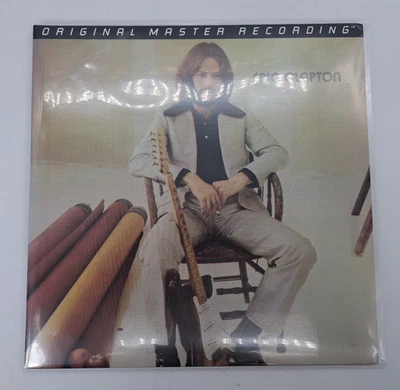 ORIGINAL MASTER RECORDING™
ERIC CLAPTON